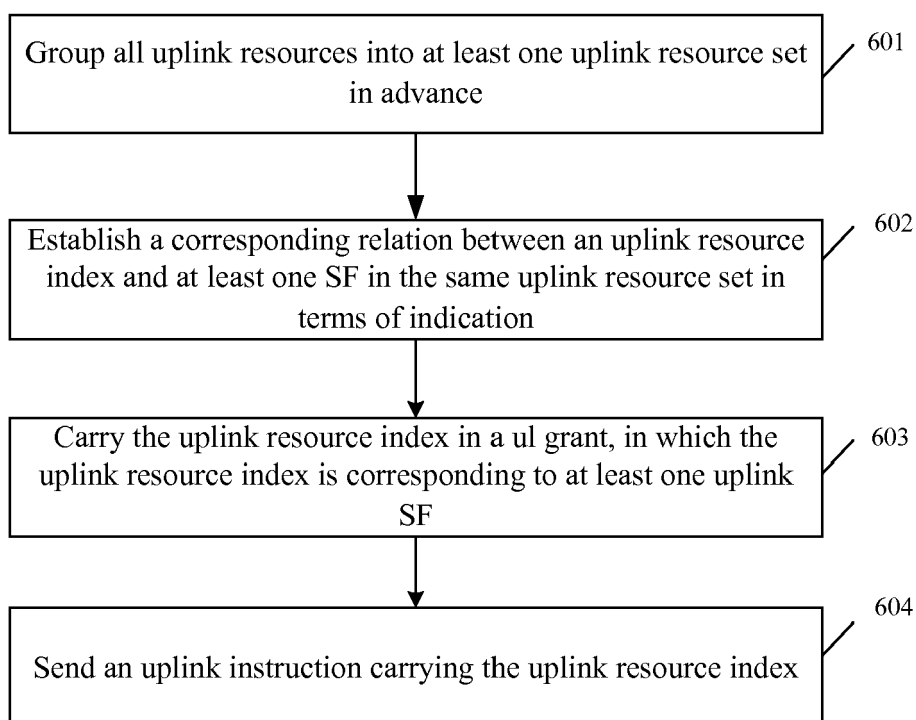 Group all uplink resources into at least one uplink resource set
in advance
601
Establish a corresponding relation between an uplink resource
index and at least one SF in the same uplink resource set in
terms of indication
602
Carry the uplink resource index in a ul grant, in which the
uplink resource index is corresponding to at least one uplink
SF
603
Send an uplink instruction carrying the uplink resource index
604